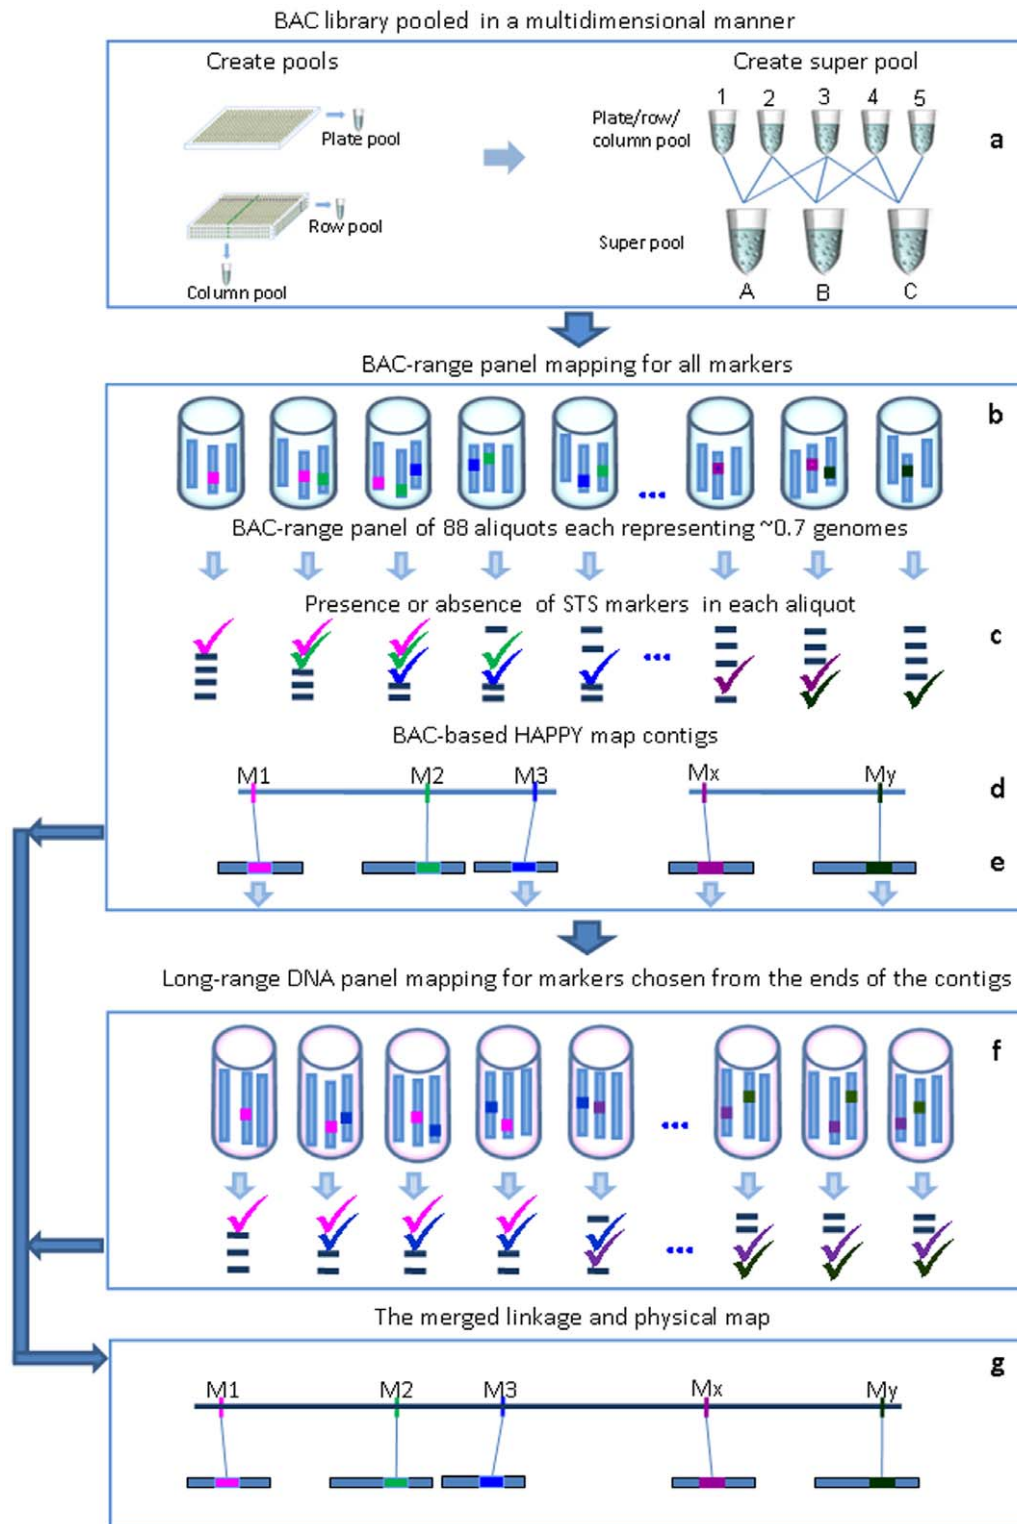 BAC library pooled in a multidimensional manner
Create pools
Create super pool
1 2 3 4 5
Plate/row/
column pool
a
Plate pool
Row pool
Super pool
Column pool
A B C
BAC-range panel mapping for all markers
b
BAC-range panel of 88 aliquots each representing ~0.7 genomes
Presence or absence of STS markers in each aliquot
c
BAC-based HAPPY map contigs
M1 M2 M3 Mx My
d
e
Long-range DNA panel mapping for markers chosen from the ends of the contigs
f
The merged linkage and physical map
g
M1 M2 M3 Mx My